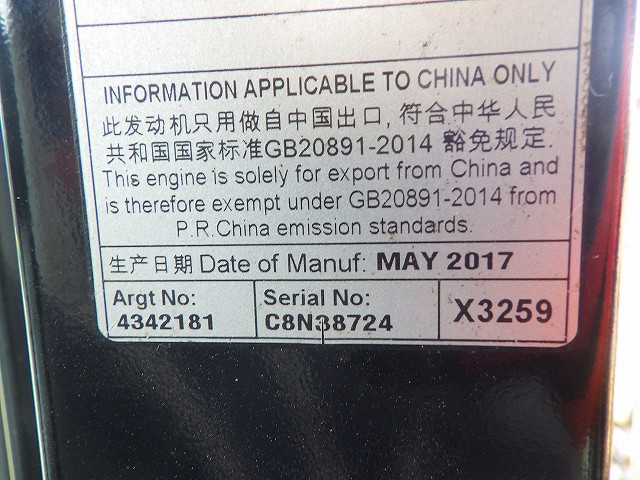 INFORMATION APPLICABLE TO CHINA ONLY
此发动机只用做自中国出口, 符合中华人民
共和国国家标准GB20891-2014 豁免规定.
This engine is solely for export from China and
is therefore exempt under GB20891-2014 from
P.R.China emission standards.
生产日期 Date of Manuf: MAY 2017
Argt No:
4342181
Serial No:
C8N38724
X3259